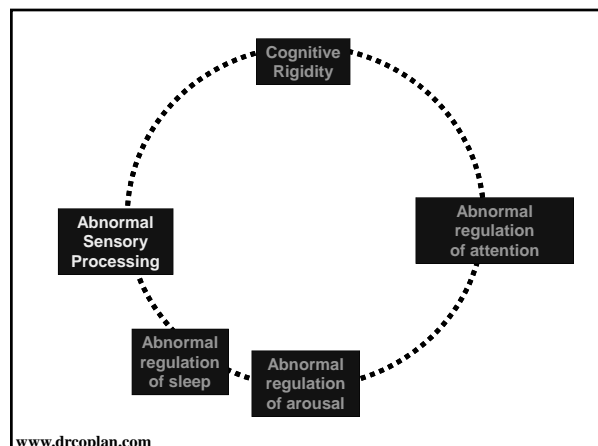 Cognitive
Rigidity
Abnormal
Sensory
Processing
Abnormal
regulation
of attention
Abnormal
regulation
of sleep
Abnormal
regulation
of arousal
www.drcoplan.com